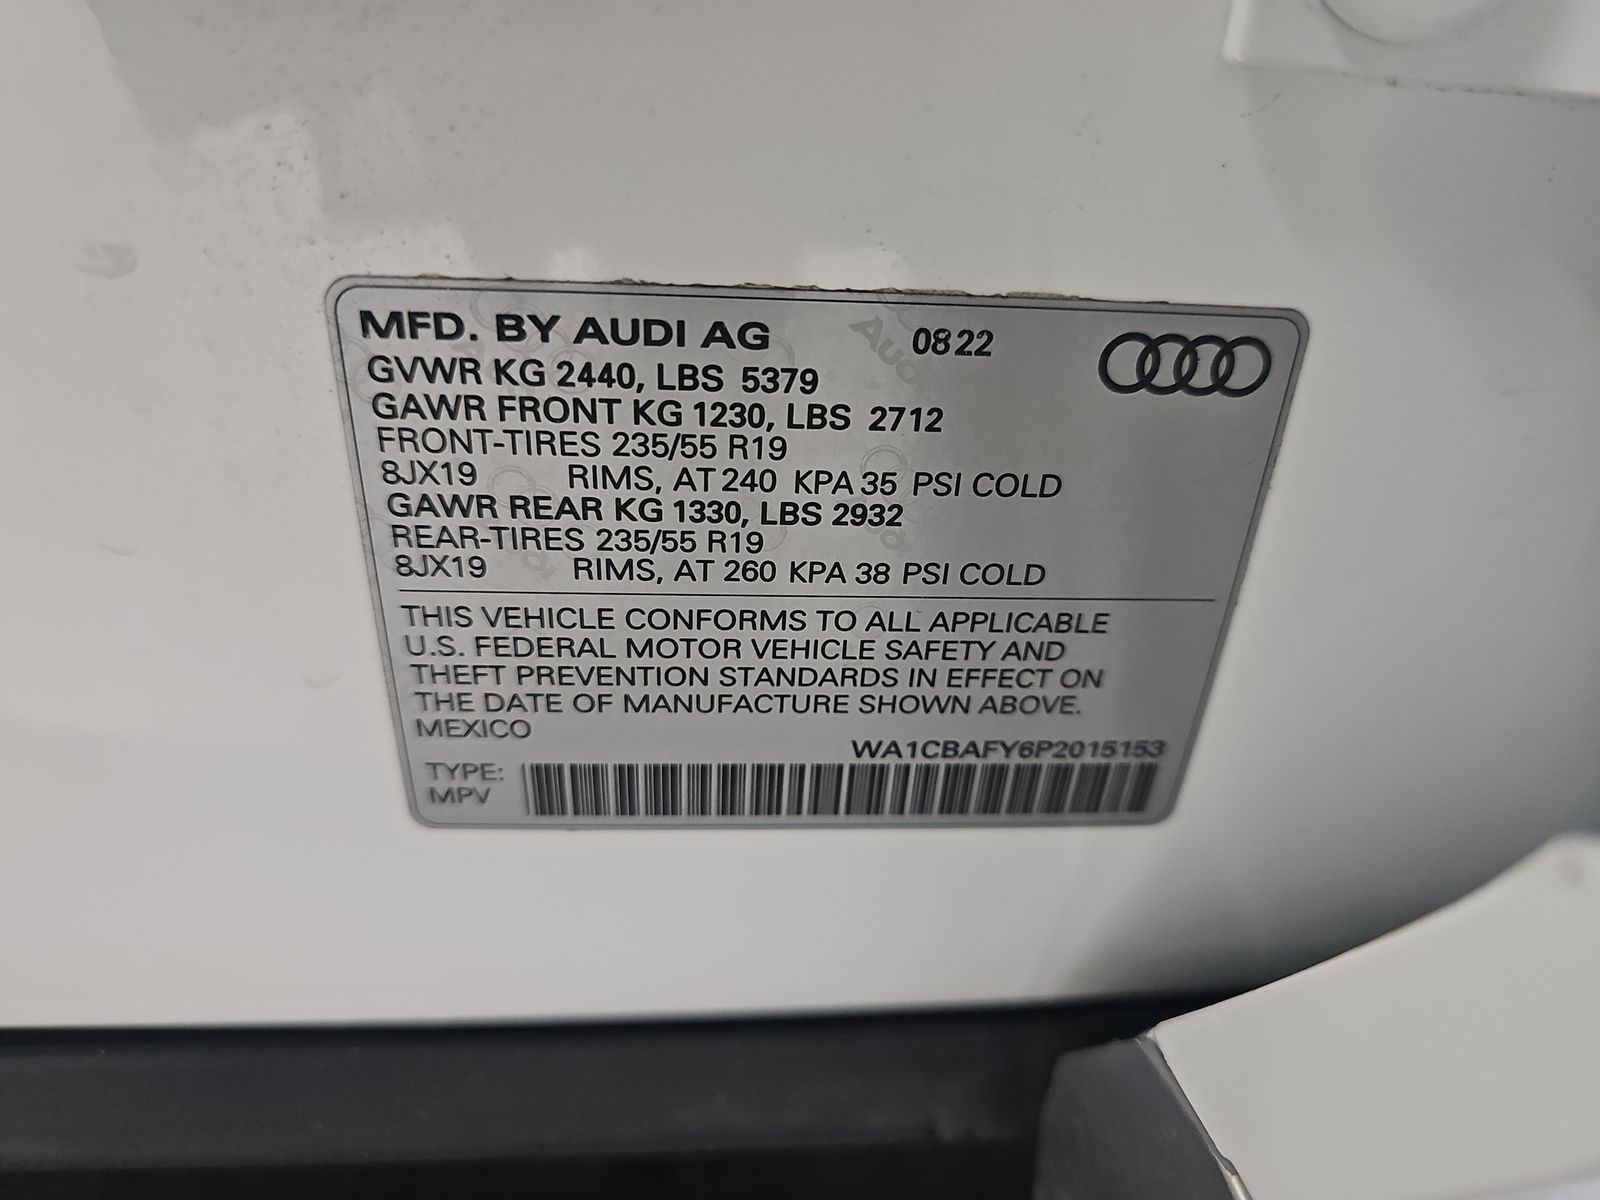 MFD. BY AUDI AG 0822
GVWR KG 2440, LBS 5379
GAWR FRONT KG 1230, LBS 2712
FRONT-TIRES 235/55 R19
8JX19 RIMS, AT 240 KPA 35 PSI COLD
GAWR REAR KG 1330, LBS 2932
REAR-TIRES 235/55 R19
8JX19 RIMS, AT 260 KPA 38 PSI COLD
THIS VEHICLE CONFORMS TO ALL APPLICABLE
U.S. FEDERAL MOTOR VEHICLE SAFETY AND
THEFT PREVENTION STANDARDS IN EFFECT ON
THE DATE OF MANUFACTURE SHOWN ABOVE.
MEXICO
WA1CBAFY6P2015153
TYPE:
MPV